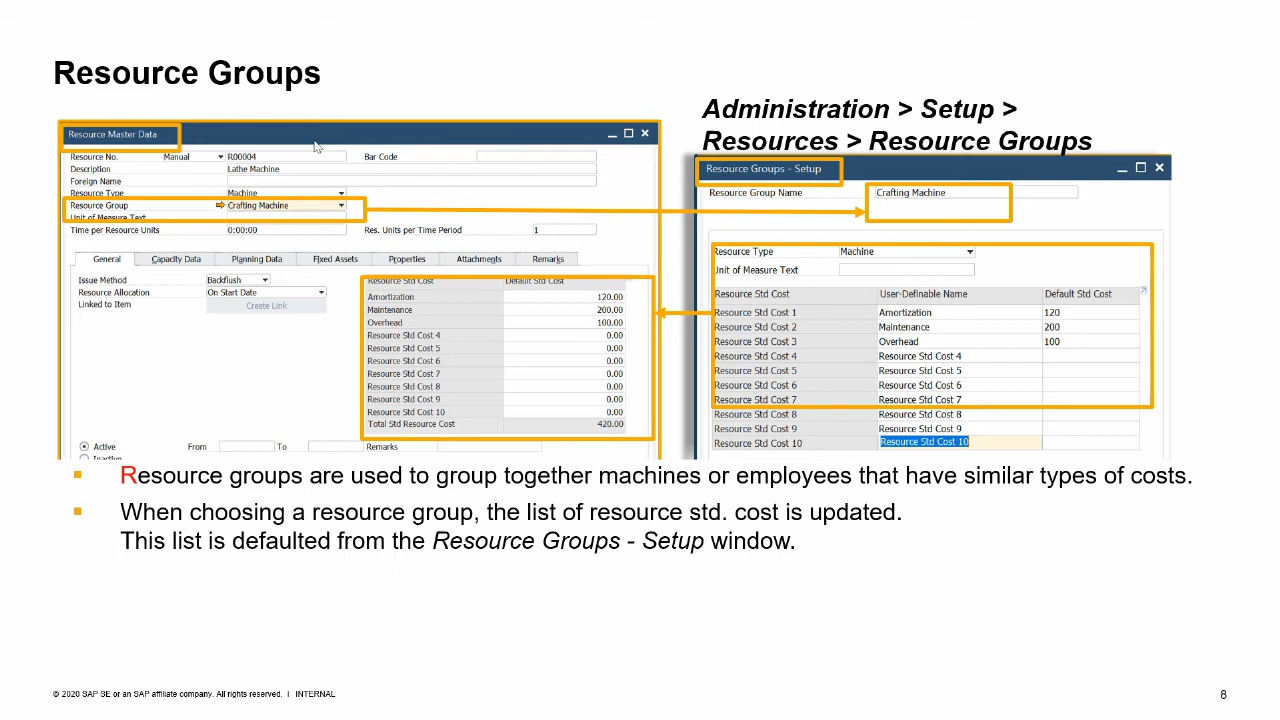 Resource Groups
Administration > Setup >
Resources > Resource Groups
Resource Master Data
Resource No. Manual R00004 Bar Code
Description Lathe Machine
Foreign Name
Resource Type Machine
Resource Group Crafting Machine
Unit of Measure Text
Time per Resource Units 0:00:00 Res. Units per Time Period 1
General Capacity Data Planning Data Fixed Assets Properties Attachments Remarks
Issue Method Backflush
Resource Allocation On Start Date
Linked to Item Create Link
Resource Std Cost Default Std Cost
Amortization 120.00
Maintenance 200.00
Overhead 100.00
Resource Std Cost 4 0.00
Resource Std Cost 5 0.00
Resource Std Cost 6 0.00
Resource Std Cost 7 0.00
Resource Std Cost 8 0.00
Resource Std Cost 9 0.00
Resource Std Cost 10 0.00
Total Std Resource Cost 420.00
Active From To Remarks
Inactive
Resource Groups - Setup
Resource Group Name Crafting Machine
Resource Type Machine
Unit of Measure Text
Resource Std Cost User-Definable Name Default Std Cost
Resource Std Cost 1 Amortization 120
Resource Std Cost 2 Maintenance 200
Resource Std Cost 3 Overhead 100
Resource Std Cost 4 Resource Std Cost 4
Resource Std Cost 5 Resource Std Cost 5
Resource Std Cost 6 Resource Std Cost 6
Resource Std Cost 7 Resource Std Cost 7
Resource Std Cost 8 Resource Std Cost 8
Resource Std Cost 9 Resource Std Cost 9
Resource Std Cost 10 Resource Std Cost 10
Resource groups are used to group together machines or employees that have similar types of costs.
When choosing a resource group, the list of resource std. cost is updated.
This list is defaulted from the Resource Groups - Setup window.
© 2020 SAP SE or an SAP affiliate company. All rights reserved. I INTERNAL
8